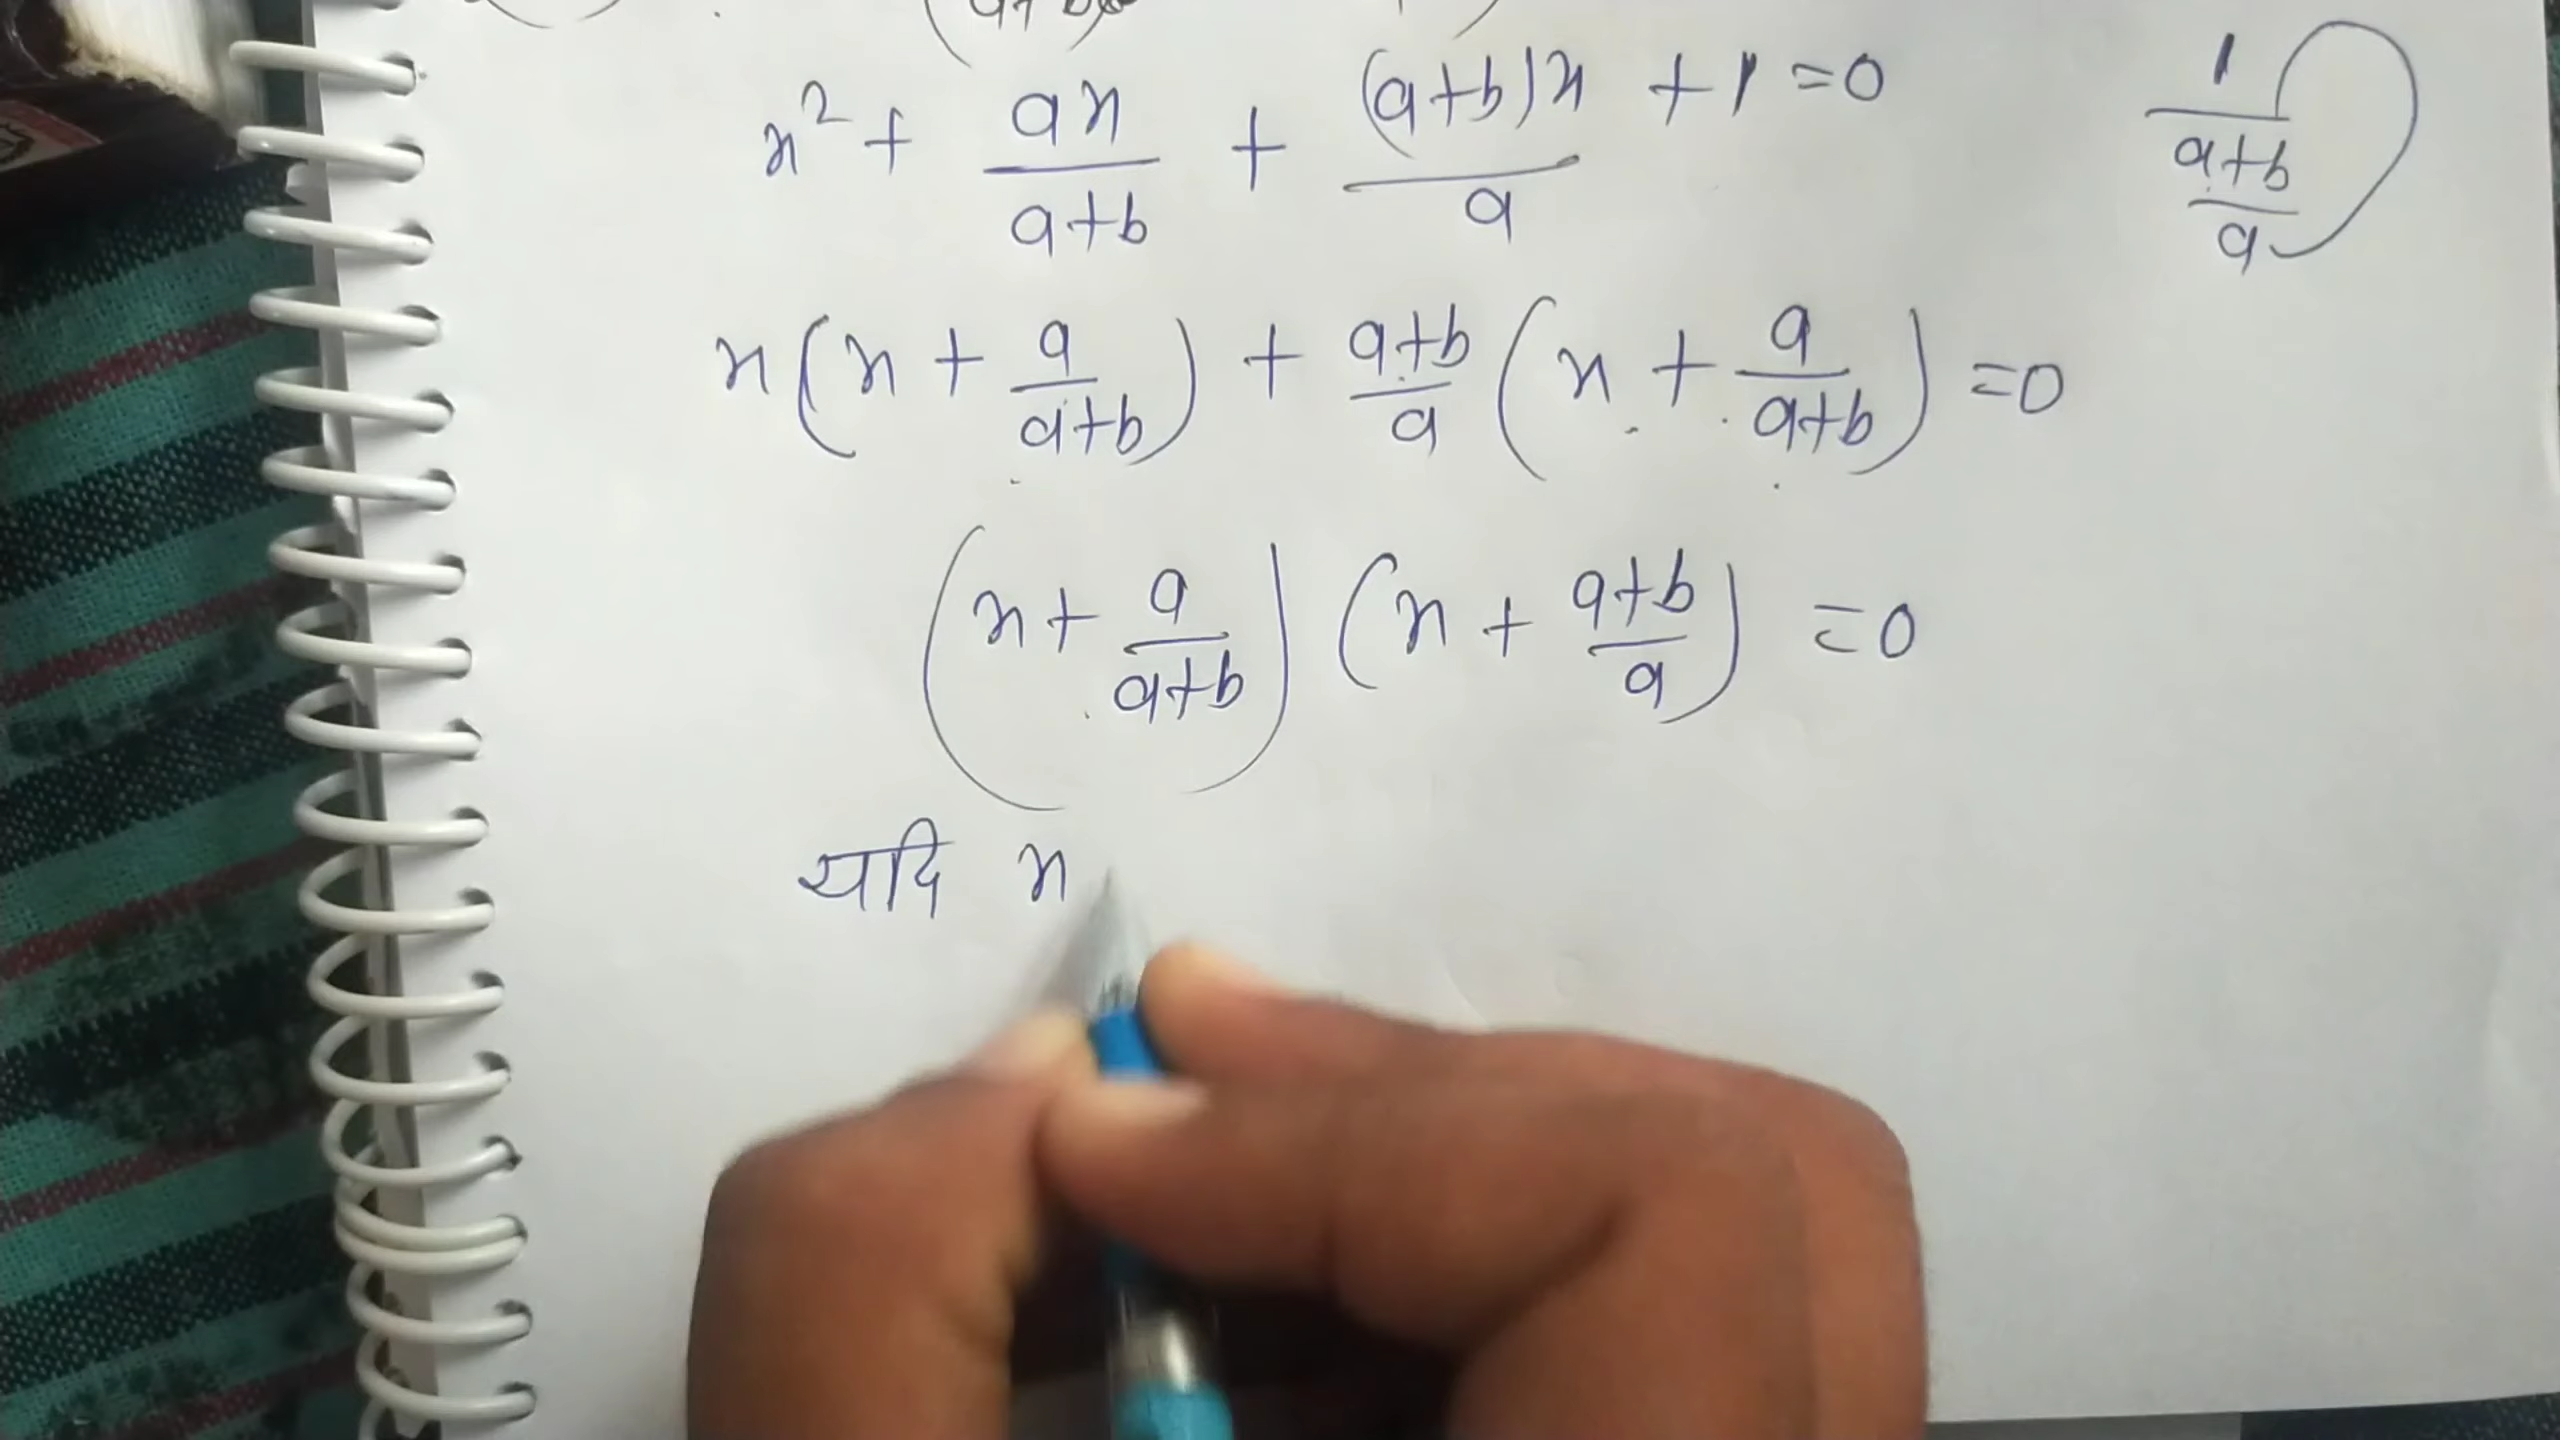 (a+b)
x² + ax/(a+b) + (a+b)x/a + 1 = 0
x(x + a/(a+b)) + (a+b)/a (x + a/(a+b)) = 0
(x + a/(a+b)) (x + (a+b)/a) = 0
यदि x
1/((a+b)/a)